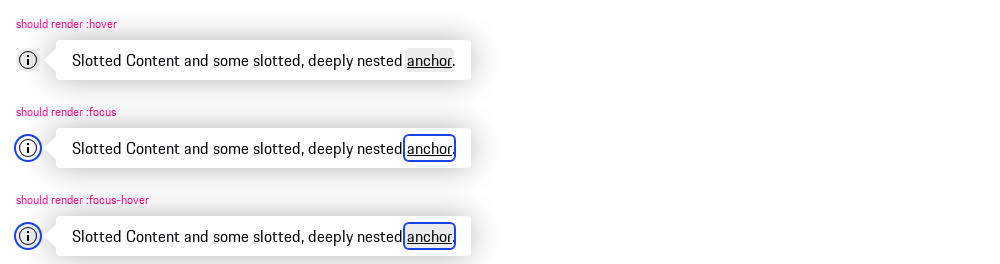 should render :hover
Slotted Content and some slotted, deeply nested anchor.
should render :focus
Slotted Content and some slotted, deeply nested anchor.
should render :focus-hover
Slotted Content and some slotted, deeply nested anchor.